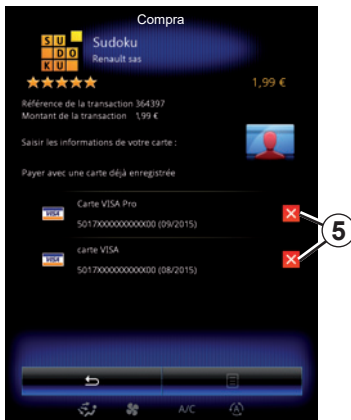 Compra
SU
DO
KU
Sudoku
Renault sas
1,99 €
Référence de la transaction 364397
Montant de la transaction 1,99 €
Saisir les informations de votre carte :
Payer avec une carte déjà enregistrée
VISA
Carte VISA Pro
5017XXXXXXXXXX00 (09/2015)
VISA
carte VISA
5017XXXXXXXXXX00 (08/2015)
5
A/C
A